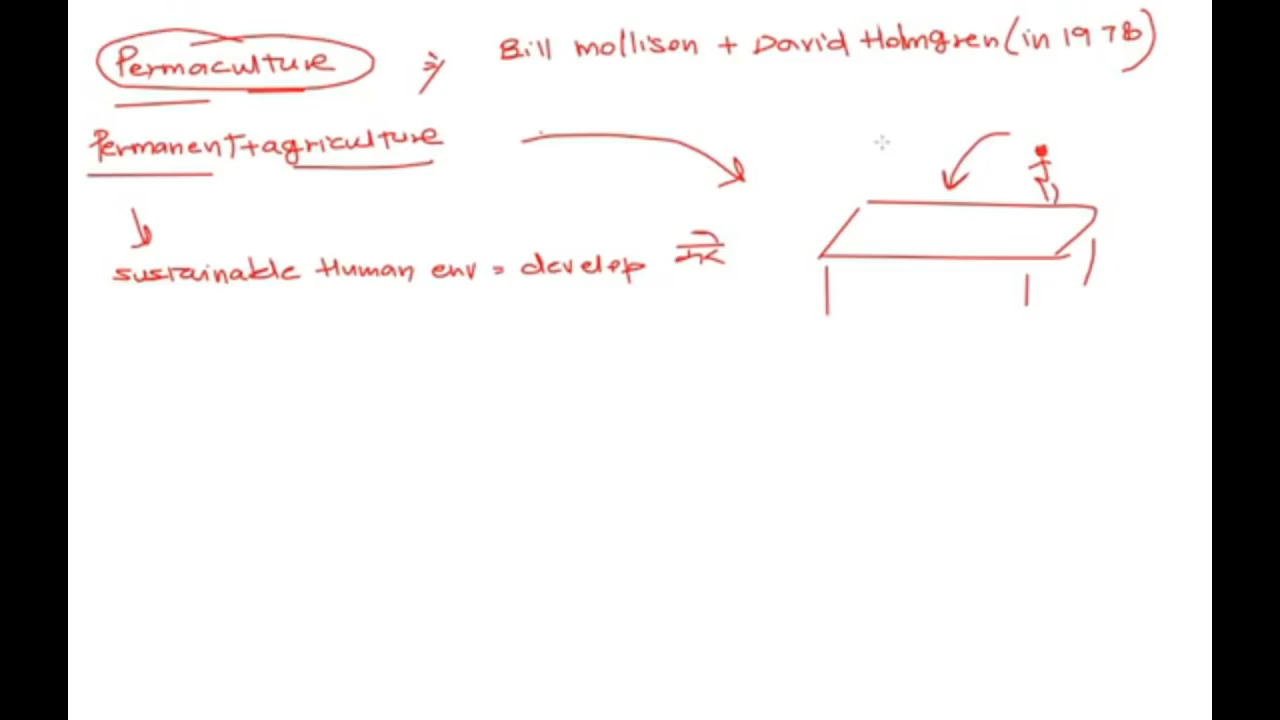 Permaculture ⇒ Bill mollison + David Holmgren (in 1978)
Permanent + agriculture
sustainable Human env = develop